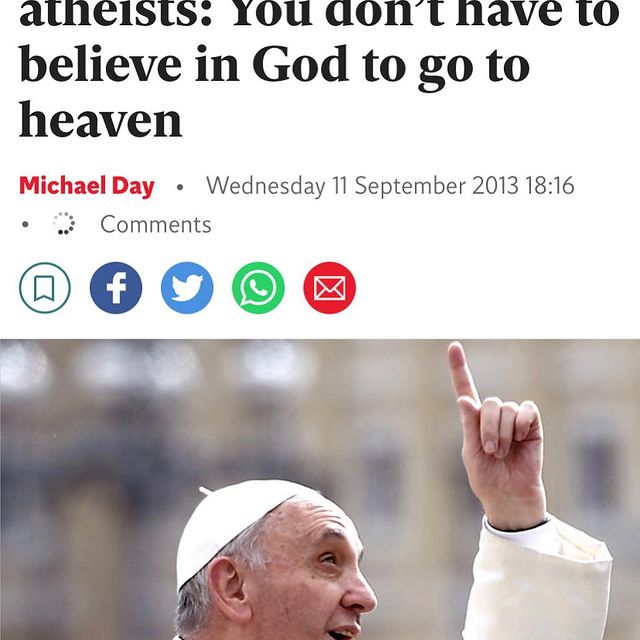 atheists: You don't have to
believe in God to go to
heaven
Michael Day • Wednesday 11 September 2013 18:16
• Comments